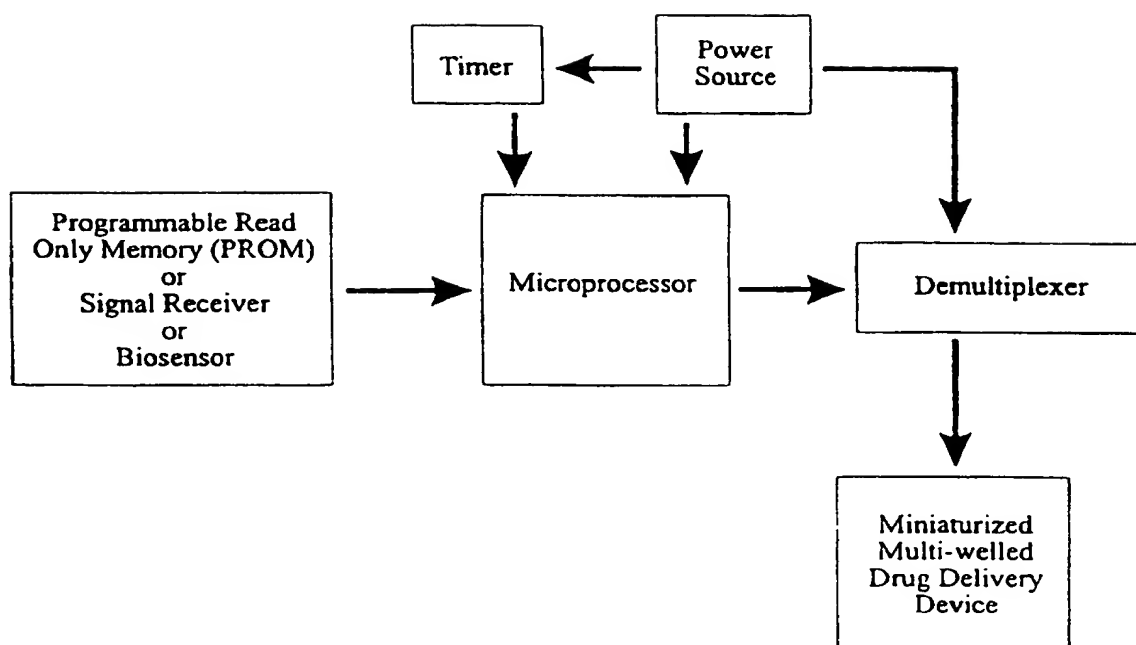 Timer
Power
Source
Programmable Read
Only Memory (PROM)
or
Signal Receiver
or
Biosensor
Microprocessor
Demultiplexer
Miniaturized
Multi-welled
Drug Delivery
Device